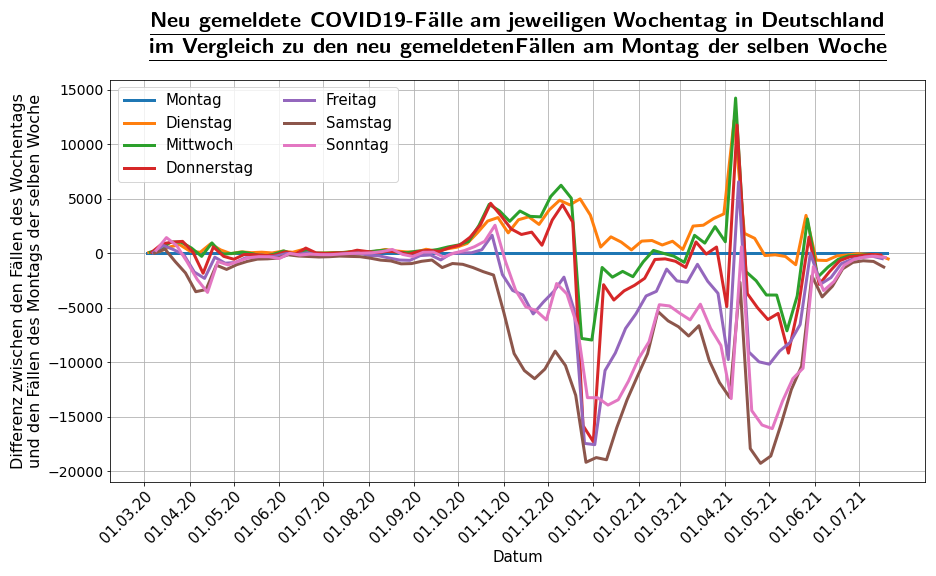 Neu gemeldete COVID19-Fälle am jeweiligen Wochentag in Deutschland
im Vergleich zu den neu gemeldetenFällen am Montag der selben Woche
Differenz zwischen den Fällen des Wochentags
und den Fällen des Montags der selben Woche
15000
10000
5000
0
−5000
−10000
−15000
−20000
Montag
Dienstag
Mittwoch
Donnerstag
Freitag
Samstag
Sonntag
01.03.20
01.04.20
01.05.20
01.06.20
01.07.20
01.08.20
01.09.20
01.10.20
01.11.20
01.12.20
01.01.21
01.02.21
01.03.21
01.04.21
01.05.21
01.06.21
01.07.21
Datum